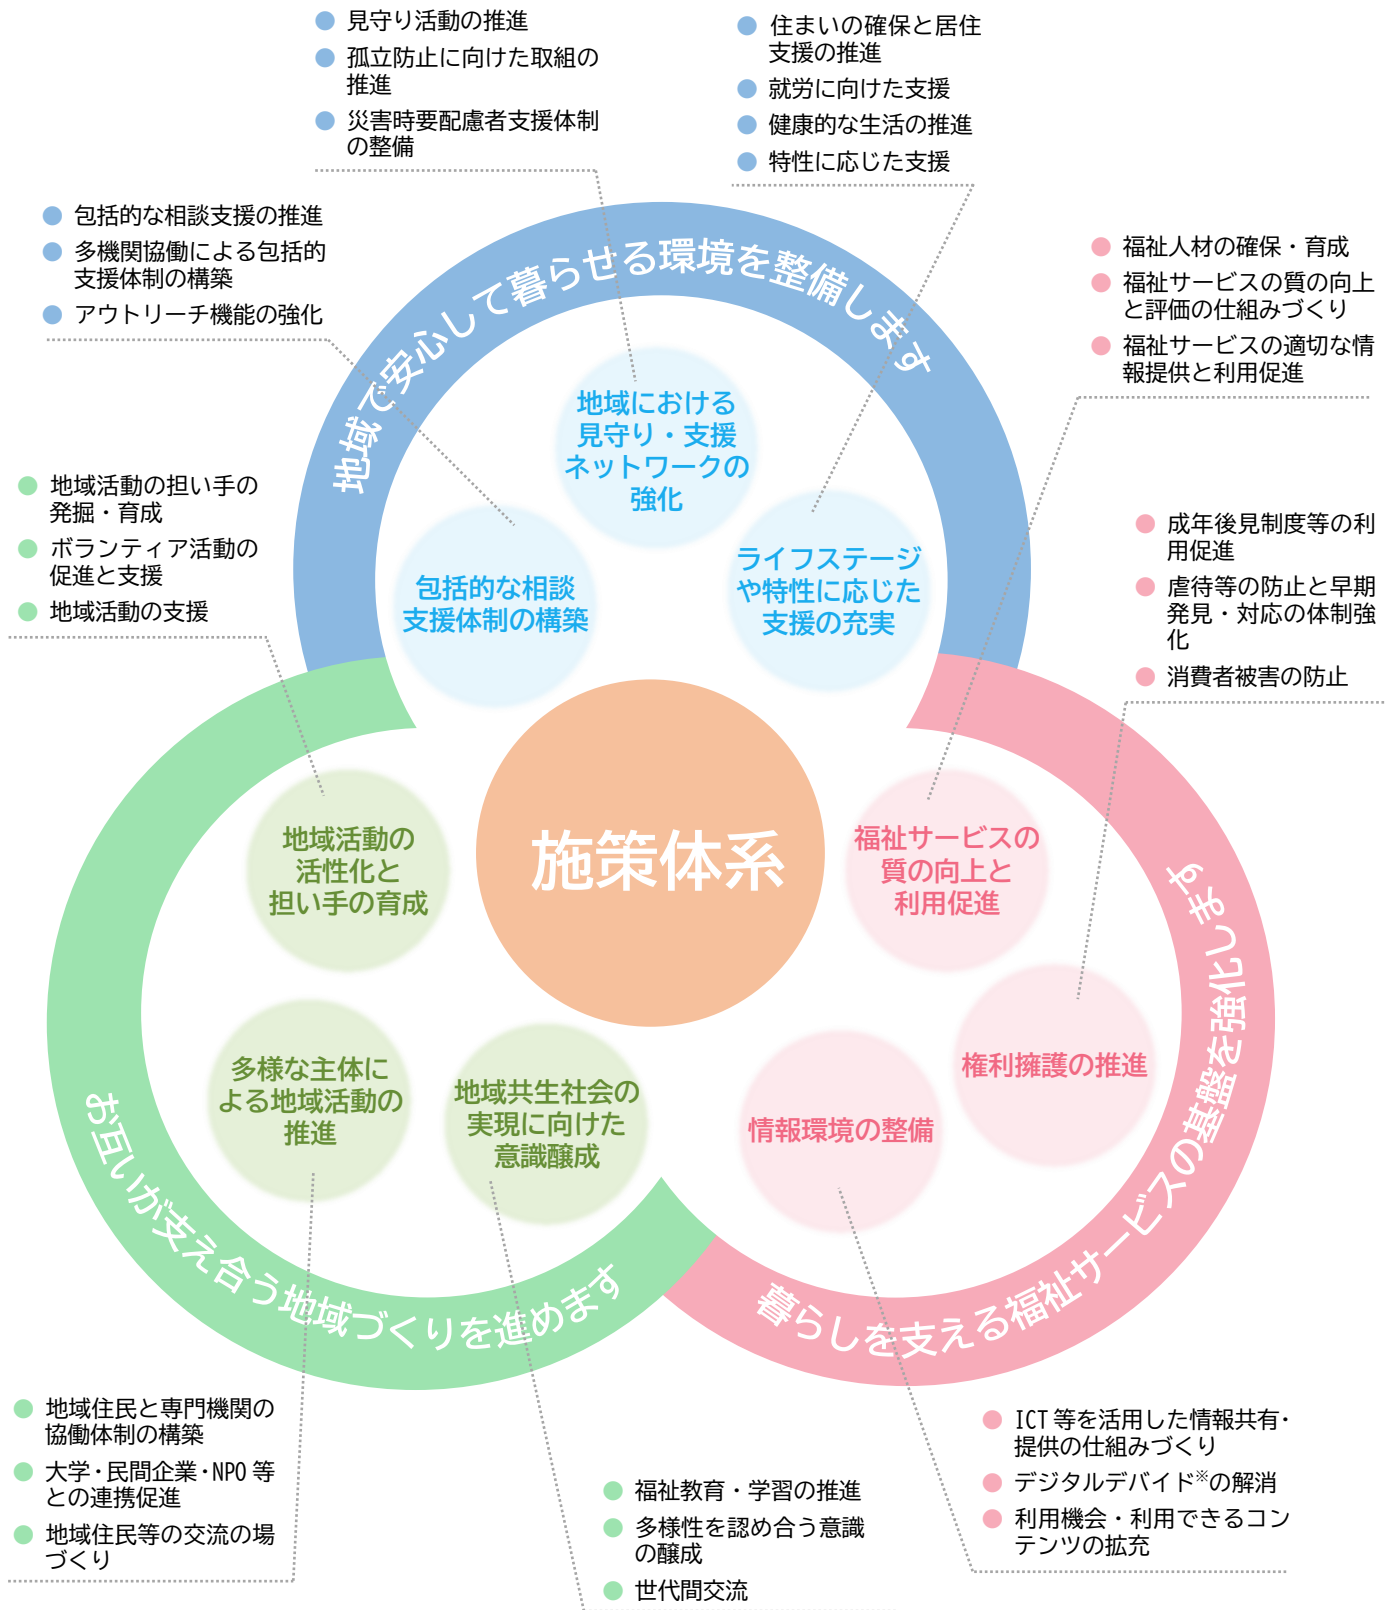 見守り活動の推進
孤立防止に向けた取組の
推進
災害時要配慮者支援体制
の整備
住まいの確保と居住
支援の推進
就労に向けた支援
健康的な生活の推進
特性に応じた支援
包括的な相談支援の推進
多機関協働による包括的
支援体制の構築
アウトリーチ機能の強化
福祉人材の確保・育成
福祉サービスの質の向上
と評価の仕組みづくり
福祉サービスの適切な情
報提供と利用促進
地域で安心して暮らせる環境を整備します
地域における
見守り・支援
ネットワークの
強化
包括的な相談
支援体制の構築
ライフステージ
や特性に応じた
支援の充実
地域活動の担い手の
発掘・育成
ボランティア活動の
促進と支援
地域活動の支援
成年後見制度等の利
用促進
虐待等の防止と早期
発見・対応の体制強
化
消費者被害の防止
施策体系
地域活動の
活性化と
担い手の育成
多様な主体に
よる地域活動の
推進
地域共生社会の
実現に向けた
意識醸成
お互いが支え合う地域づくりを進めます
福祉サービスの
質の向上と
利用促進
権利擁護の推進
情報環境の整備
暮らしを支える福祉サービスの基盤を強化します
地域住民と専門機関の
協働体制の構築
大学・民間企業・NPO 等
との連携促進
地域住民等の交流の場
づくり
福祉教育・学習の推進
多様性を認め合う意識
の醸成
世代間交流
ICT 等を活用した情報共有・
提供の仕組みづくり
デジタルデバイド※の解消
利用機会・利用できるコン
テンツの拡充